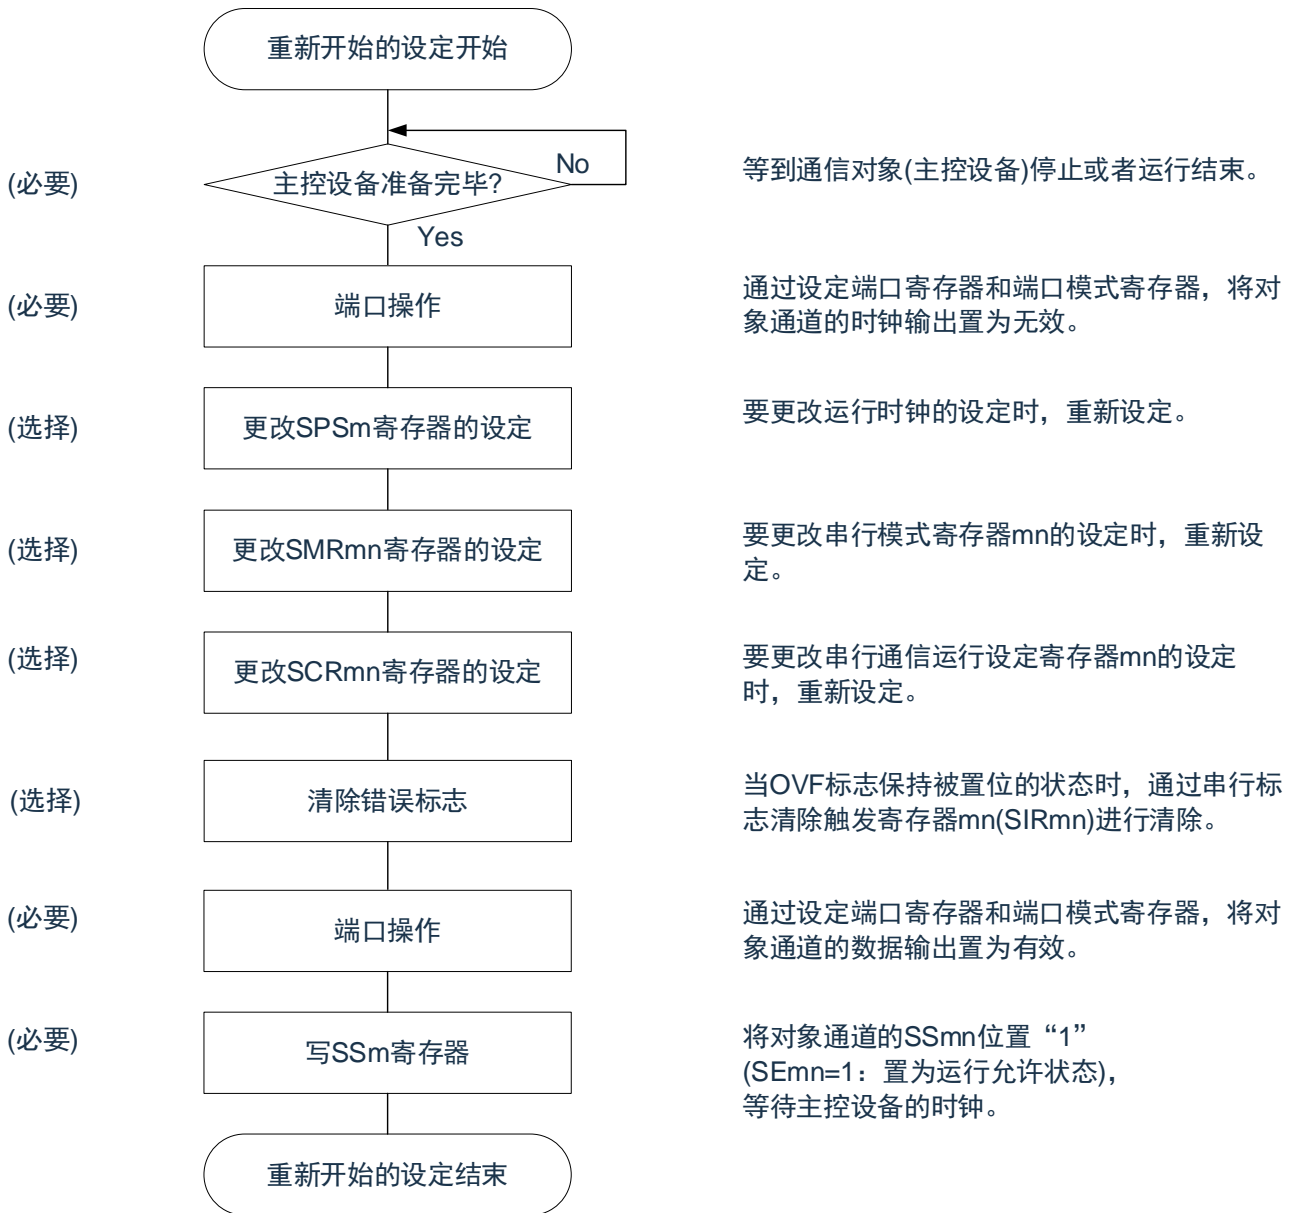 重新开始的设定开始
No
(必要)
主控设备准备完毕?
等到通信对象(主控设备)停止或者运行结束。
Yes
(必要)
端口操作
通过设定端口寄存器和端口模式寄存器，将对
象通道的时钟输出置为无效。
(选择)
更改SPSm寄存器的设定
要更改运行时钟的设定时，重新设定。
(选择)
更改SMRmn寄存器的设定
要更改串行模式寄存器mn的设定时，重新设
定。
(选择)
更改SCRmn寄存器的设定
要更改串行通信运行设定寄存器mn的设定
时，重新设定。
(选择)
清除错误标志
当OVF标志保持被置位的状态时，通过串行标
志清除触发寄存器mn(SIRmn)进行清除。
(必要)
端口操作
通过设定端口寄存器和端口模式寄存器，将对
象通道的数据输出置为有效。
(必要)
写SSm寄存器
将对象通道的SSmn位置“1”
(SEmn=1：置为运行允许状态)，
等待主控设备的时钟。
重新开始的设定结束